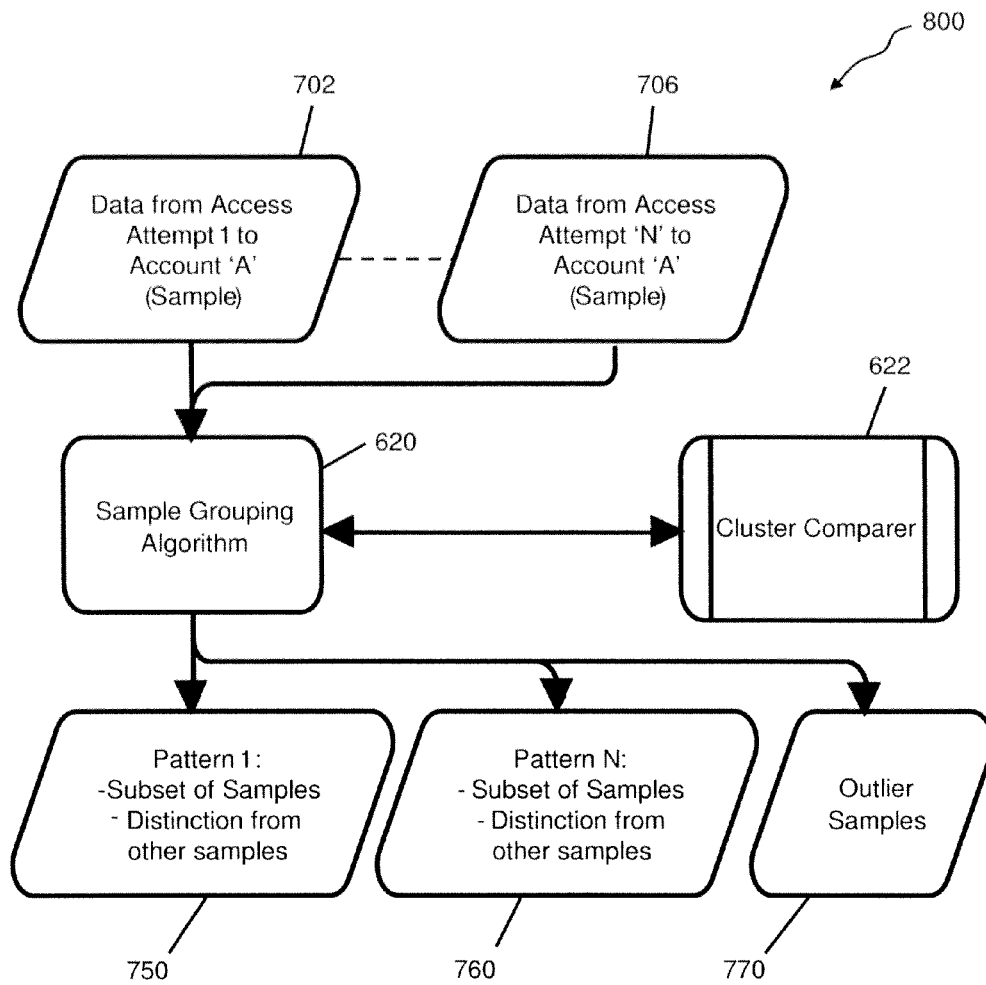 800
702
706
Data from Access
Attempt 1 to
Account 'A'
(Sample)
Data from Access
Attempt 'N' to
Account 'A'
(Sample)
622
620
Sample Grouping
Algorithm
Cluster Comparer
Pattern 1:
-Subset of Samples
- Distinction from
other samples
Pattern N:
- Subset of Samples
- Distinction from
other samples
Outlier
Samples
750
760
770